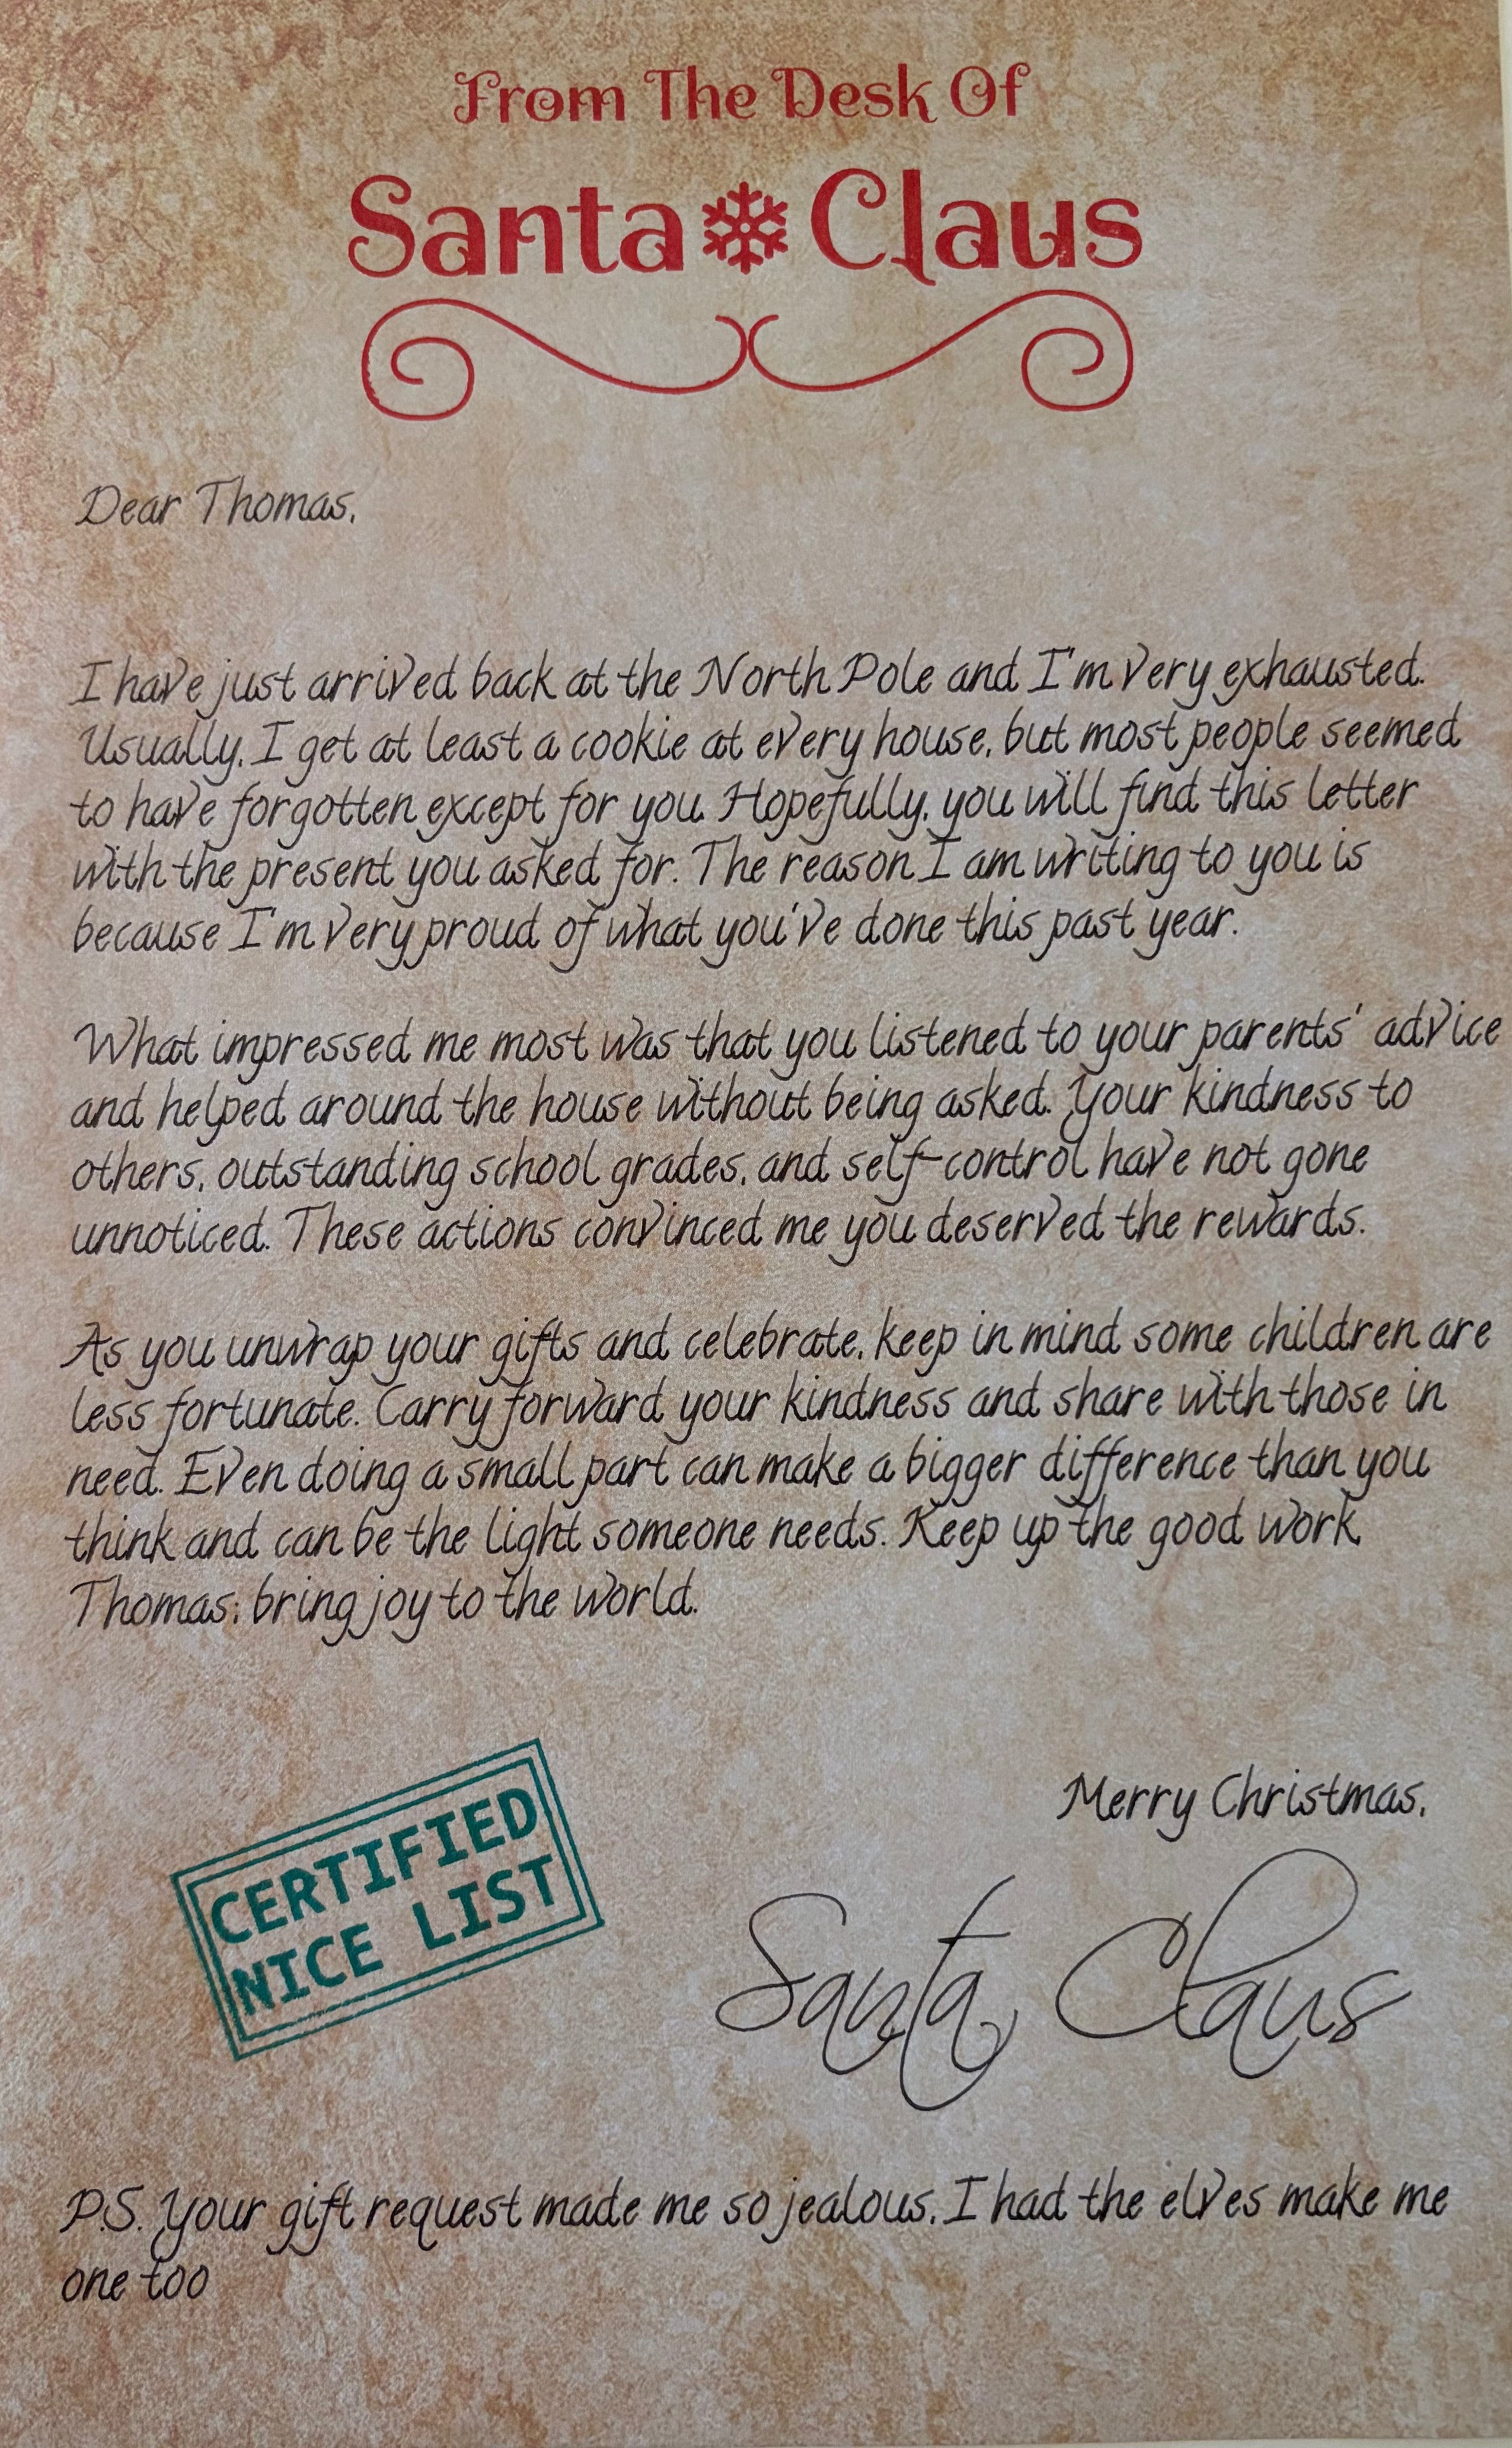 From The Desk Of
Santa Claus
Dear Thomas,
I have just arrived back at the North Pole and I'm very exhausted.
Usually, I get at least a cookie at every house, but most people seemed
to have forgotten except for you. Hopefully, you will find this letter
with the present you asked for. The reason I am writing to you is
because I'm very proud of what you've done this past year.
What impressed me most was that you listened to your parents' advice
and helped around the house without being asked. Your kindness to
others, outstanding school grades, and self-control have not gone
unnoticed. These actions convinced me you deserved the rewards.
As you unwrap your gifts and celebrate, keep in mind some children are
less fortunate. Carry forward your kindness and share with those in
need. Even doing a small part can make a bigger difference than you
think and can be the light someone needs. Keep up the good work
Thomas; bring joy to the world.
CERTIFIED
NICE LIST
Merry Christmas,
Santa Claus
P.S. Your gift request made me so jealous, I had the elves make me
one too